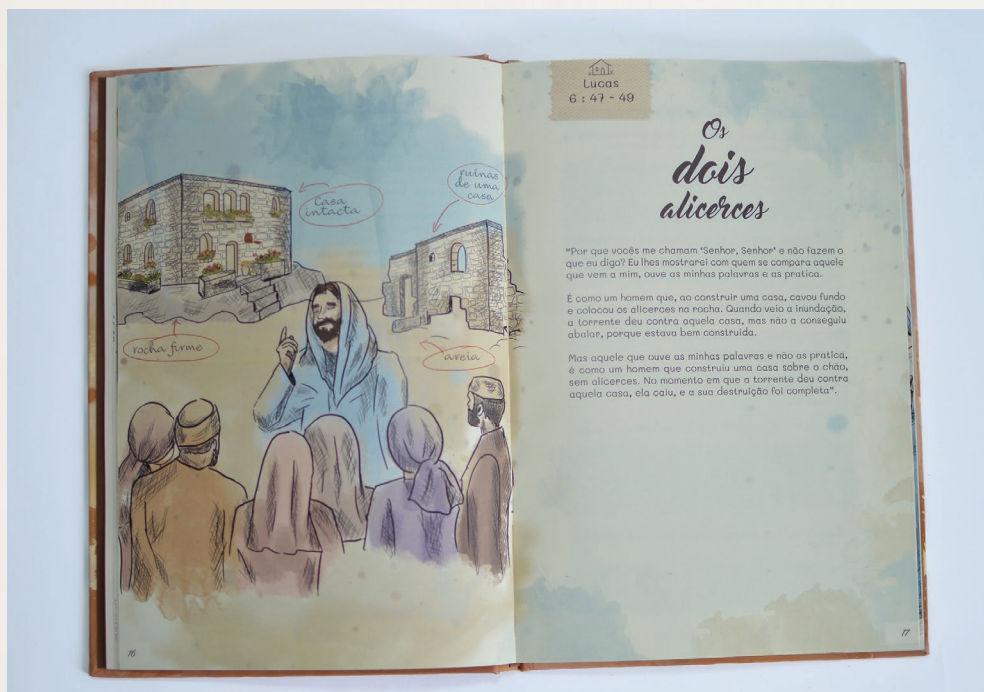 Casa
intacta
ruínas
de uma
casa
rocha firme
areia
16
Lucas
6 : 47 - 49
Os
dois
alicerces
“Por que vocês me chamam ‘Senhor, Senhor’ e não fazem o
que eu digo? Eu lhes mostrarei com quem se compara aquele
que vem a mim, ouve as minhas palavras e as pratica.
É como um homem que, ao construir uma casa, cavou fundo
e colocou os alicerces na rocha. Quando veio a inundação,
a torrente deu contra aquela casa, mas não a conseguiu
abalar, porque estava bem construída.
Mas aquele que ouve as minhas palavras e não as pratica,
é como um homem que construiu uma casa sobre o chão,
sem alicerces. No momento em que a torrente deu contra
aquela casa, ela caiu, e a sua destruição foi completa”.
17